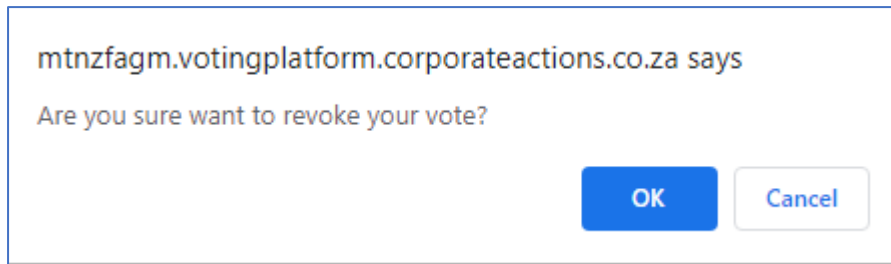 mtnzfagm.votingplatform.corporateactions.co.za says
Are you sure want to revoke your vote?
OK
Cancel